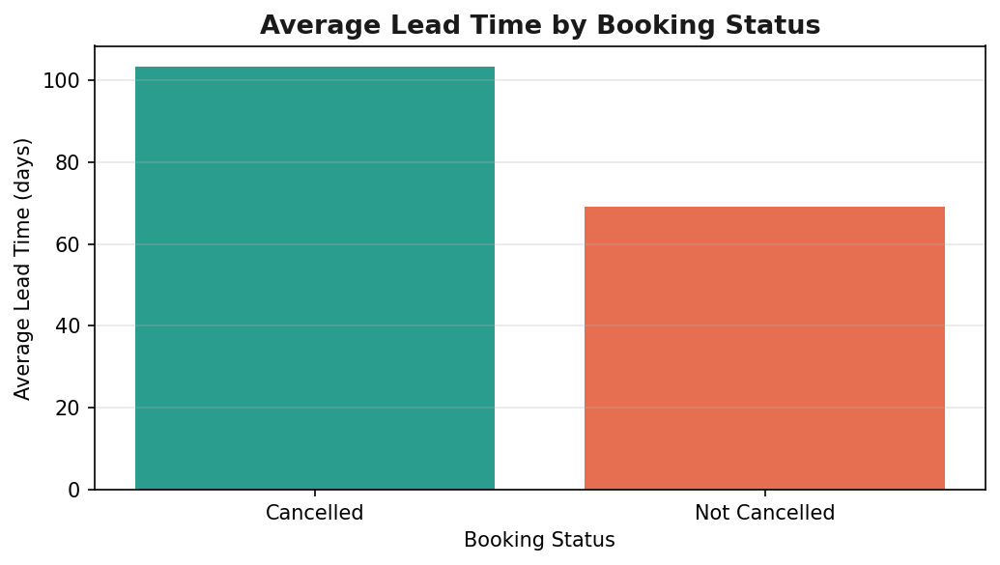 Average Lead Time by Booking Status
Average Lead Time (days)
100
80
60
40
20
0
Cancelled
Not Cancelled
Booking Status